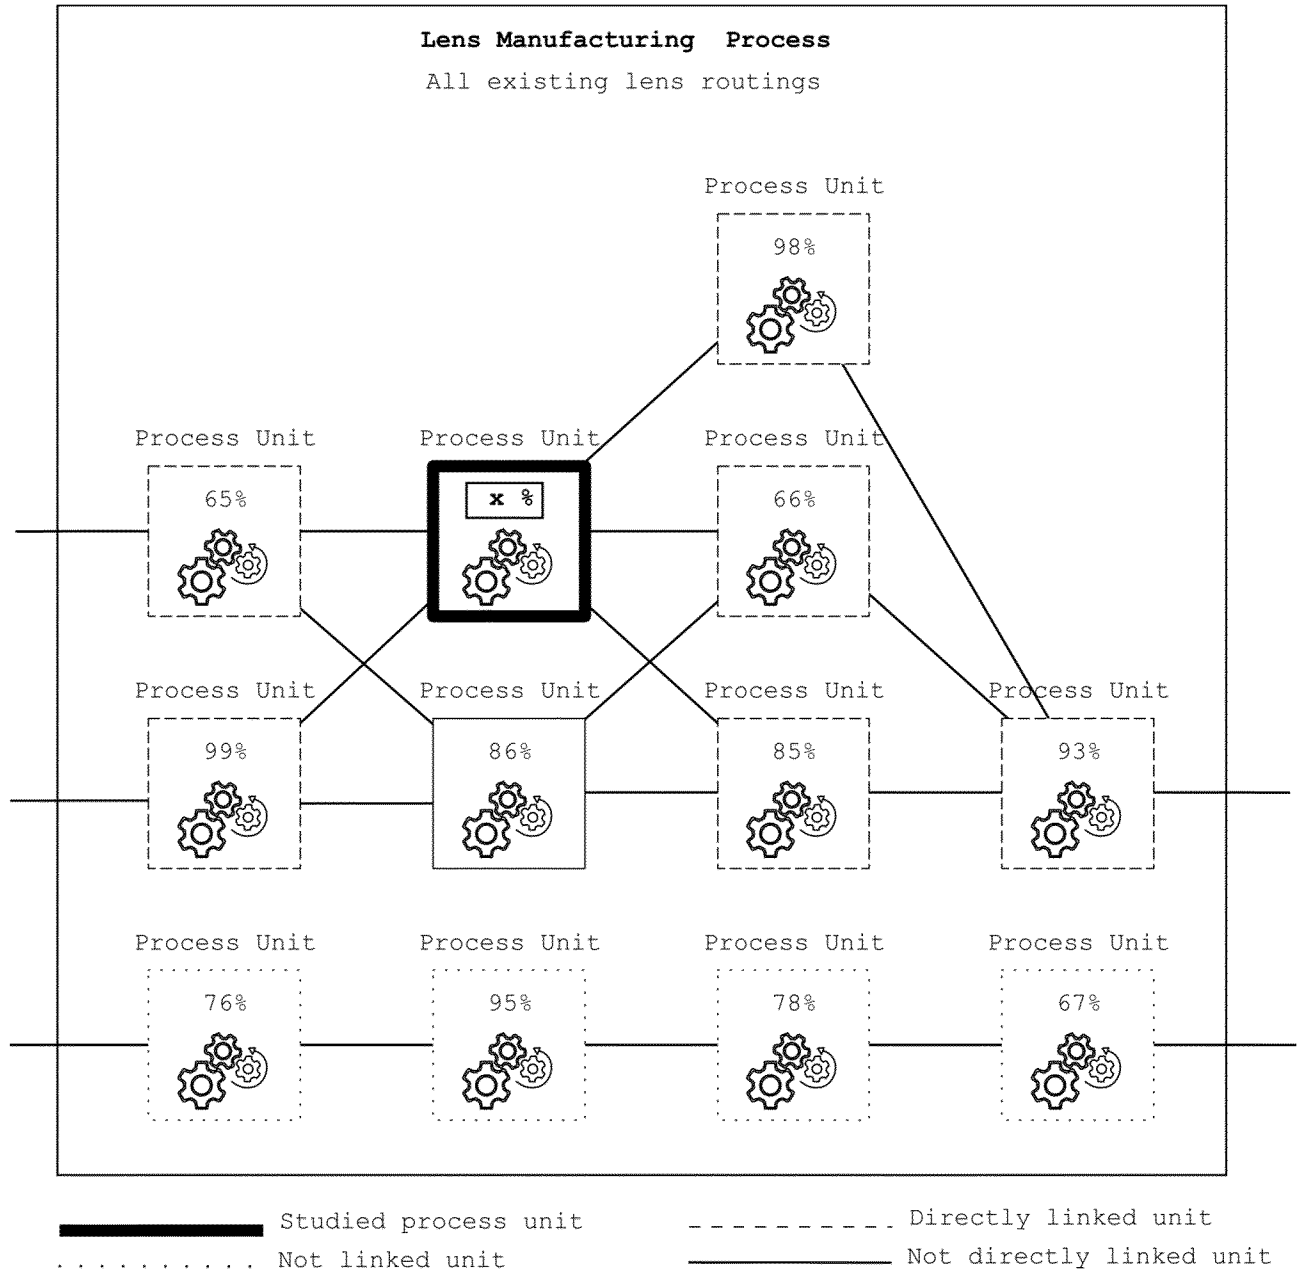 Lens Manufacturing Process
All existing lens routings
Process Unit
98%
Process Unit Process Unit Process Unit
65% x % 66%
Process Unit Process Unit Process Unit Process Unit
99% 86% 85% 93%
Process Unit Process Unit Process Unit Process Unit
76% 95% 78% 67%
Studied process unit Directly linked unit
Not linked unit Not directly linked unit